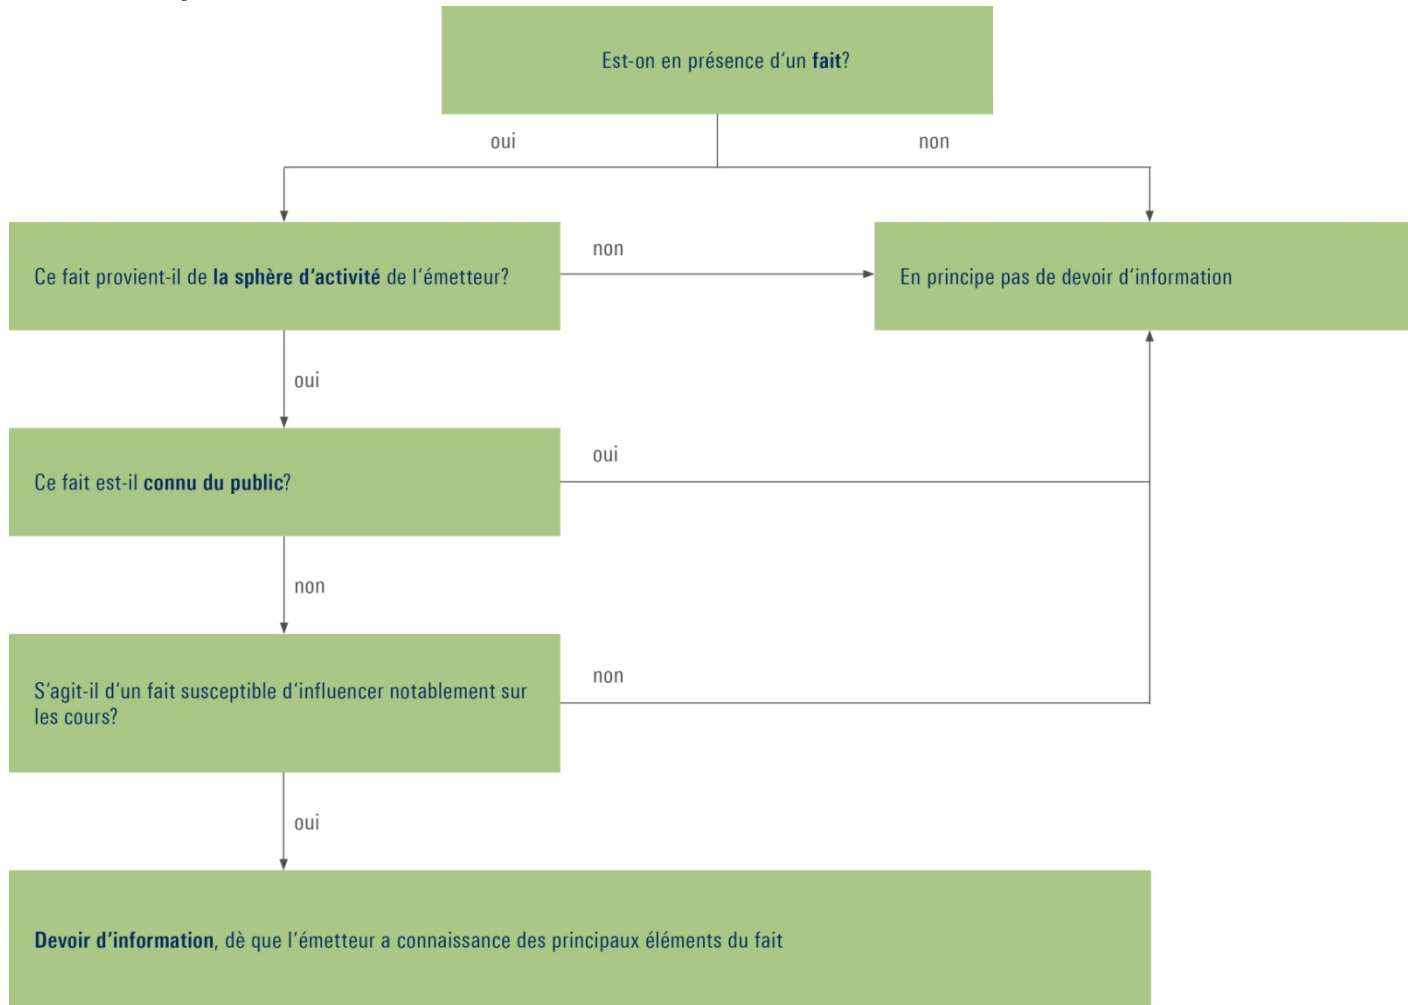 Est-on en présence d‘un fait?
oui
non
Ce fait provient-il de la sphère d‘activité de l‘émetteur?
non
En principe pas de devoir d‘information
oui
Ce fait est-il connu du public?
oui
non
S‘agit-il d‘un fait susceptible d‘influencer notablement sur
les cours?
non
oui
Devoir d‘information, dè que l‘émetteur a connaissance des principaux éléments du fait